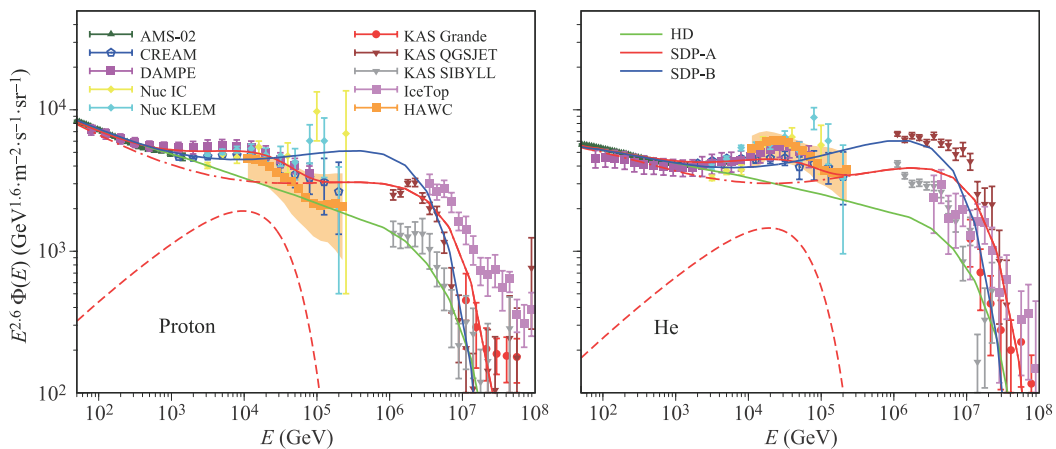 E^{2.6} Φ(E) (GeV^{1.6}·m^{-2}·s^{-1}·sr^{-1})
10^4
10^3
10^2
AMS-02
CREAM
DAMPE
Nuc IC
Nuc KLEM
KAS Grande
KAS QGSJET
KAS SIBYLL
IceTop
HAWC
Proton
10^2 10^3 10^4 10^5 10^6 10^7 10^8
E (GeV)
HD
SDP-A
SDP-B
He
10^2 10^3 10^4 10^5 10^6 10^7 10^8
E (GeV)